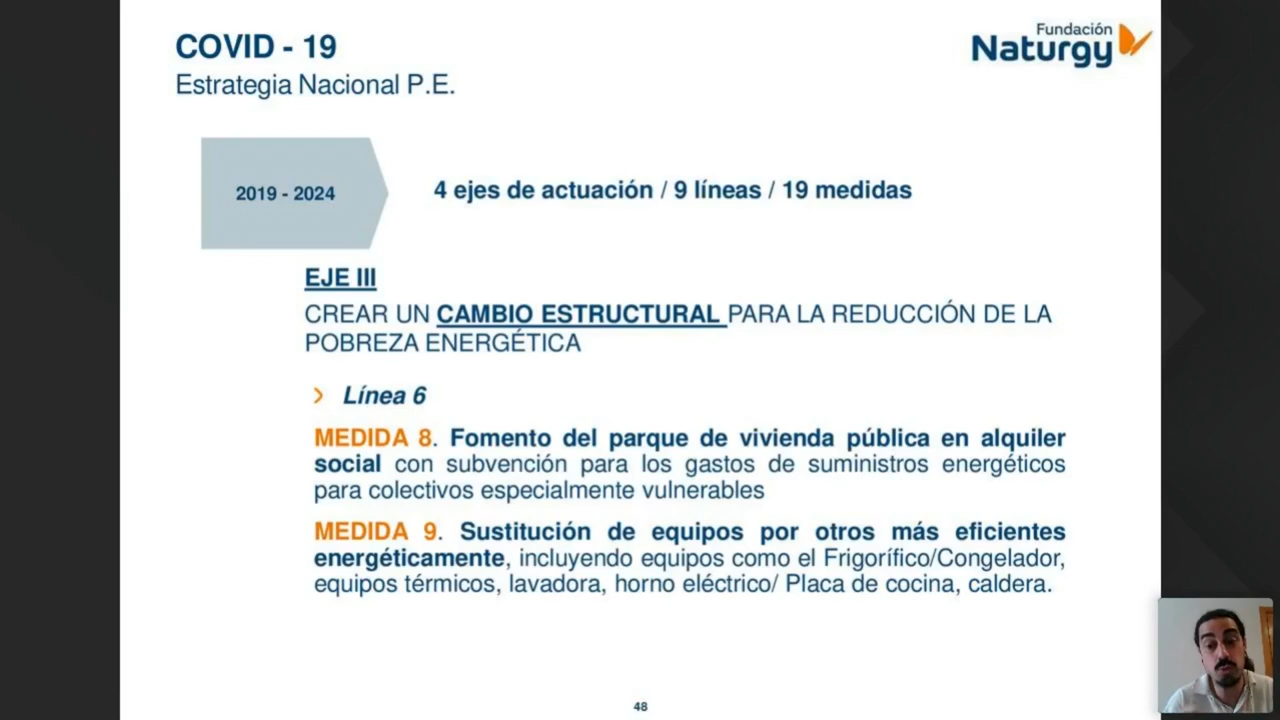 COVID - 19
Estrategia Nacional P.E.
Fundación
Naturgy
2019 - 2024
4 ejes de actuación / 9 líneas / 19 medidas
EJE III
CREAR UN CAMBIO ESTRUCTURAL PARA LA REDUCCIÓN DE LA
POBREZA ENERGÉTICA
Línea 6
MEDIDA 8. Fomento del parque de vivienda pública en alquiler
social con subvención para los gastos de suministros energéticos
para colectivos especialmente vulnerables
MEDIDA 9. Sustitución de equipos por otros más eficientes
energéticamente, incluyendo equipos como el Frigorífico/Congelador,
equipos térmicos, lavadora, horno eléctrico/ Placa de cocina, caldera.
48